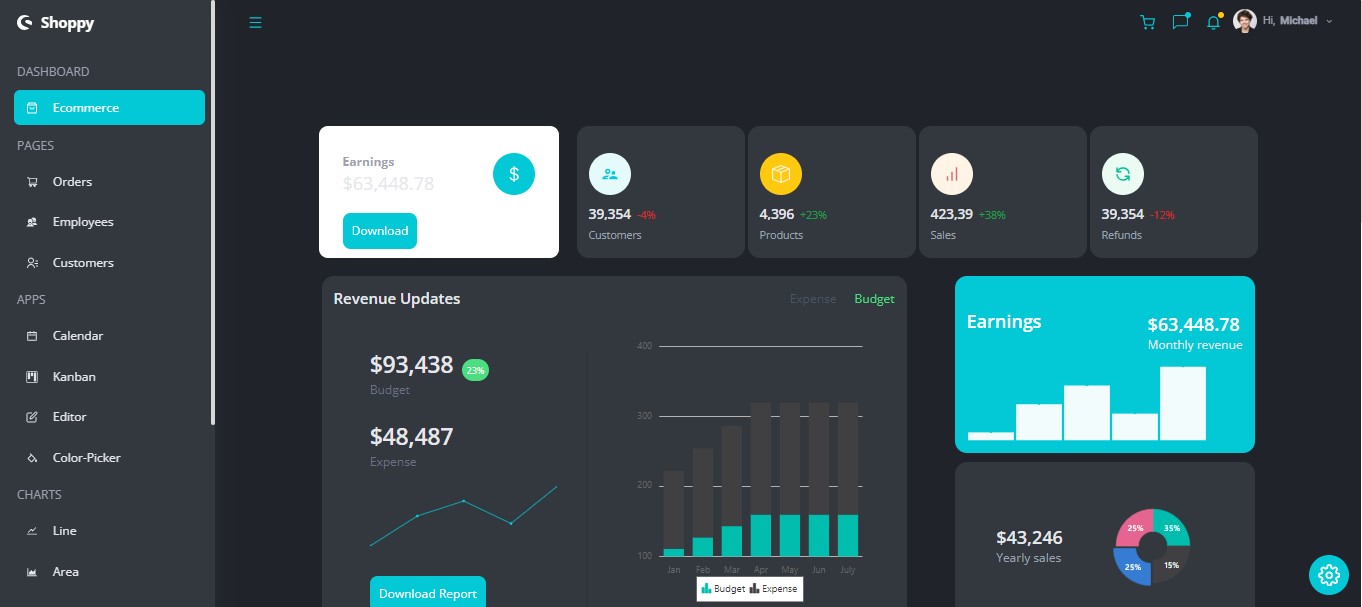 Shoppy
DASHBOARD
Ecommerce
PAGES
Orders
Employees
Customers
APPS
Calendar
Kanban
Editor
Color-Picker
CHARTS
Line
Area
Hi, Michael
Earnings
$63,448.78
Download
$
39,354 -4%
Customers
4,396 +23%
Products
423,39 +38%
Sales
39,354 -12%
Refunds
Revenue Updates
Expense Budget
$93,438 23%
Budget
$48,487
Expense
Download Report
400
300
200
100
Jan Feb Mar Apr May Jun July
Budget Expense
Earnings
$63,448.78
Monthly revenue
$43,246
Yearly sales
25% 35%
25% 15%